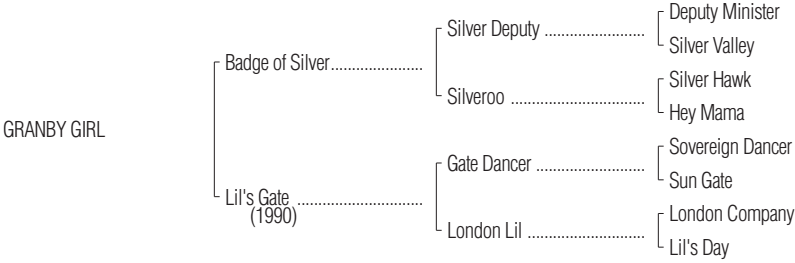 Deputy Minister
Silver Deputy ........................
Silver Valley
Badge of Silver......................
Silver Hawk
Silveroo ................................
Hey Mama
GRANBY GIRL
Sovereign Dancer
Gate Dancer ..........................
Sun Gate
Lil's Gate ..............................
(1990)
London Company
London Lil ............................
Lil's Day